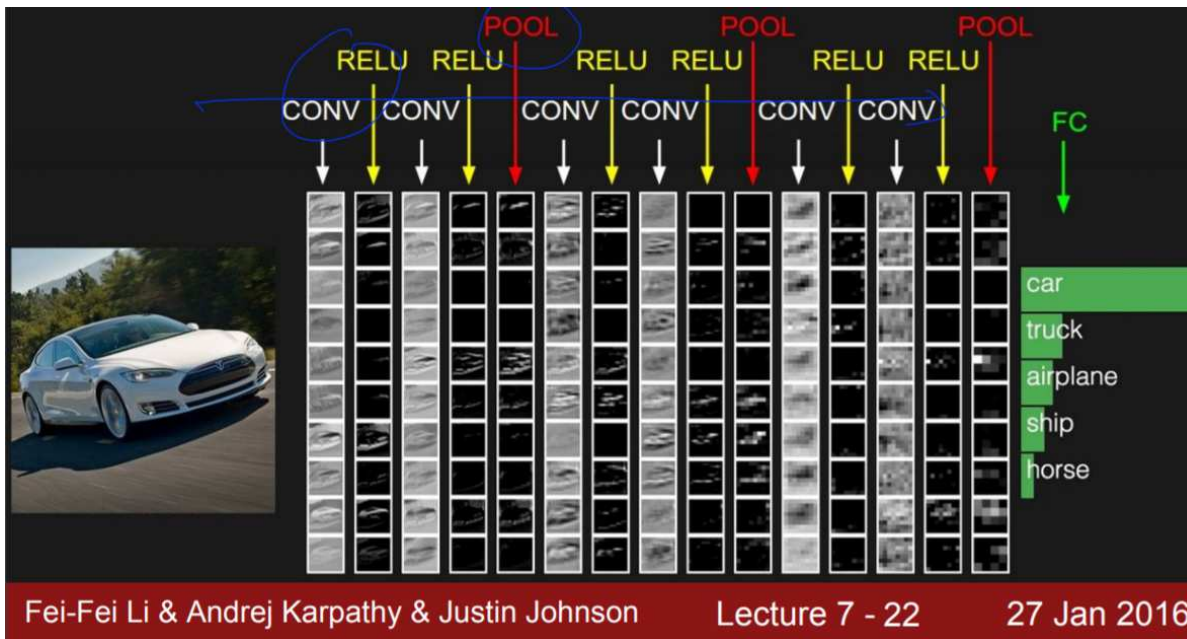 POOL POOL POOL
RELU RELU RELU RELU RELU RELU
CONV CONV CONV CONV CONV CONV
FC
car
truck
airplane
ship
horse
Fei-Fei Li & Andrej Karpathy & Justin Johnson Lecture 7 - 22 27 Jan 2016